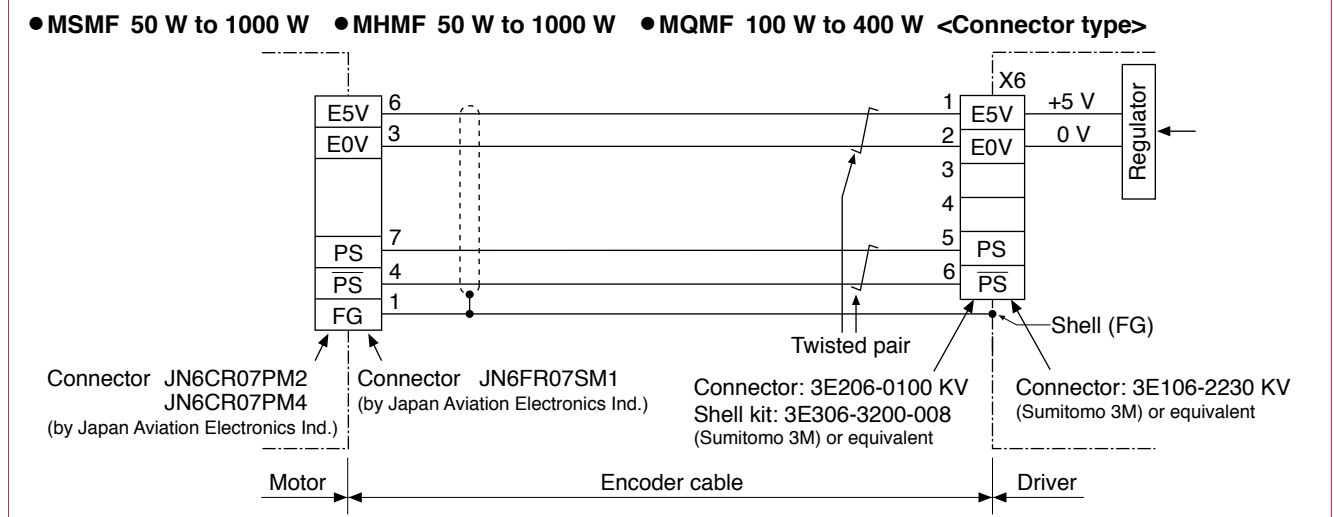 ●MSMF 50 W to 1000 W ●MHMF 50 W to 1000 W ●MQMF 100 W to 400 W <Connector type>
X6
E5V 6 1 E5V +5 V
E0V 3 2 E0V 0 V
Regulator
3
4
PS 7 5 PS
P̅S̅ 4 6 P̅S̅
FG 1
Shell (FG)
Twisted pair
Connector JN6CR07PM2
JN6CR07PM4
(by Japan Aviation Electronics Ind.)
Connector JN6FR07SM1
(by Japan Aviation Electronics Ind.)
Connector: 3E206-0100 KV
Shell kit: 3E306-3200-008
(Sumitomo 3M) or equivalent
Connector: 3E106-2230 KV
(Sumitomo 3M) or equivalent
Motor Encoder cable Driver